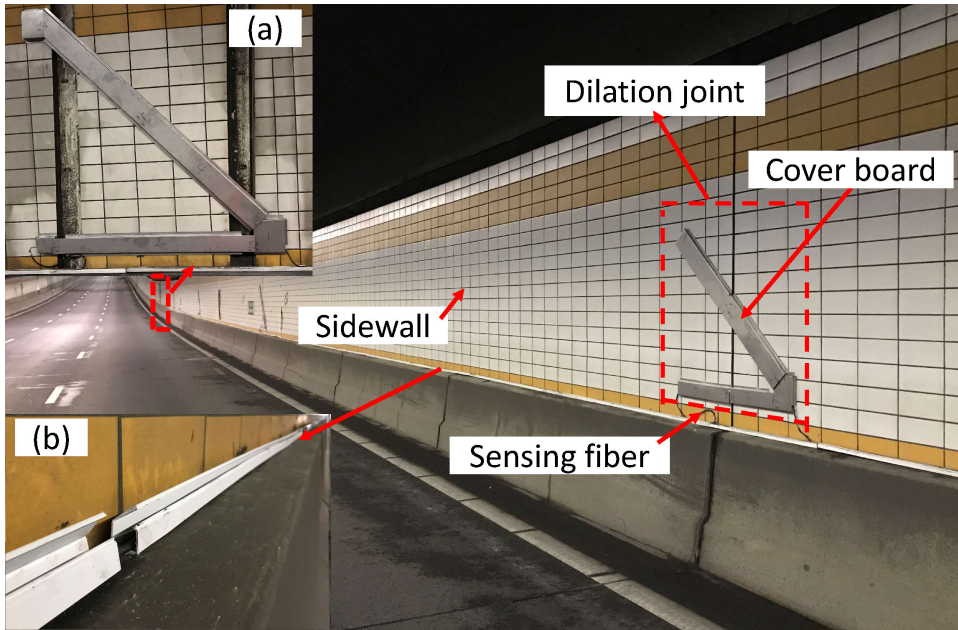 (a)
Dilation joint
Cover board
Sidewall
(b)
Sensing fiber